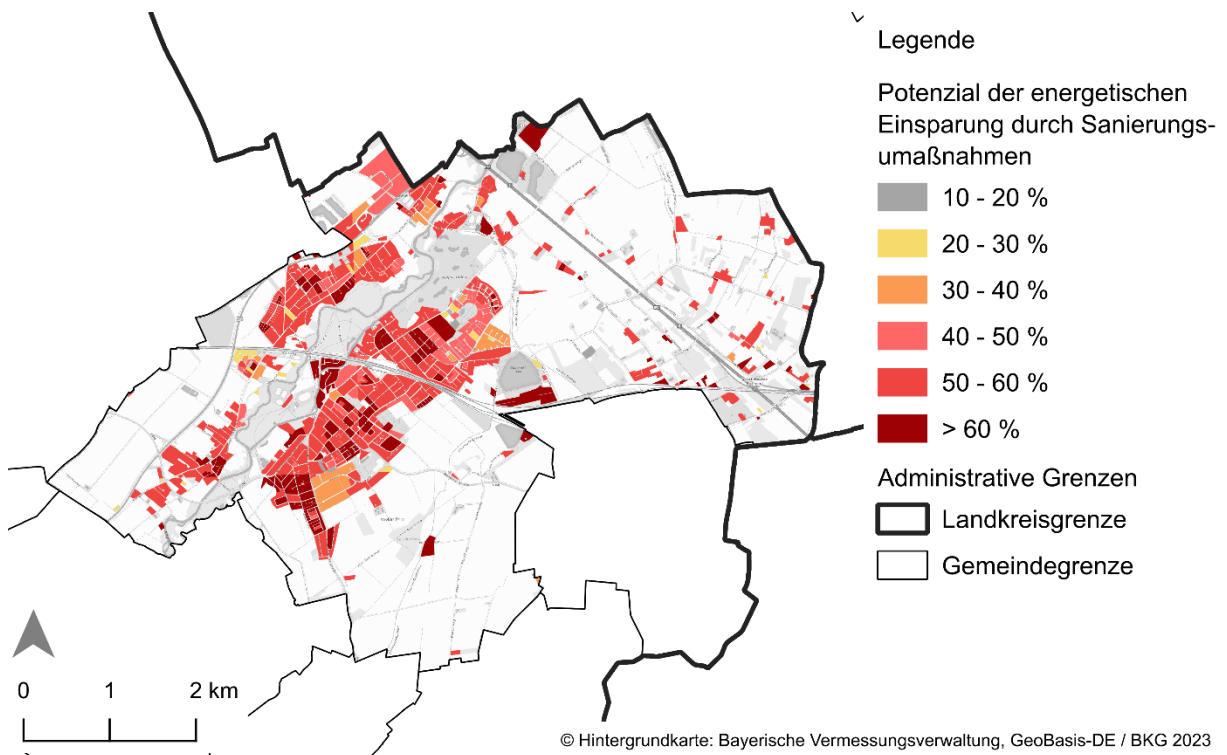 Legende
Potenzial der energetischen
Einsparung durch Sanierungs-
umaßnahmen
10 - 20 %
20 - 30 %
30 - 40 %
40 - 50 %
50 - 60 %
> 60 %
Administrative Grenzen
Landkreisgrenze
Gemeindegrenze
0 1 2 km
© Hintergrundkarte: Bayerische Vermessungsverwaltung, GeoBasis-DE / BKG 2023